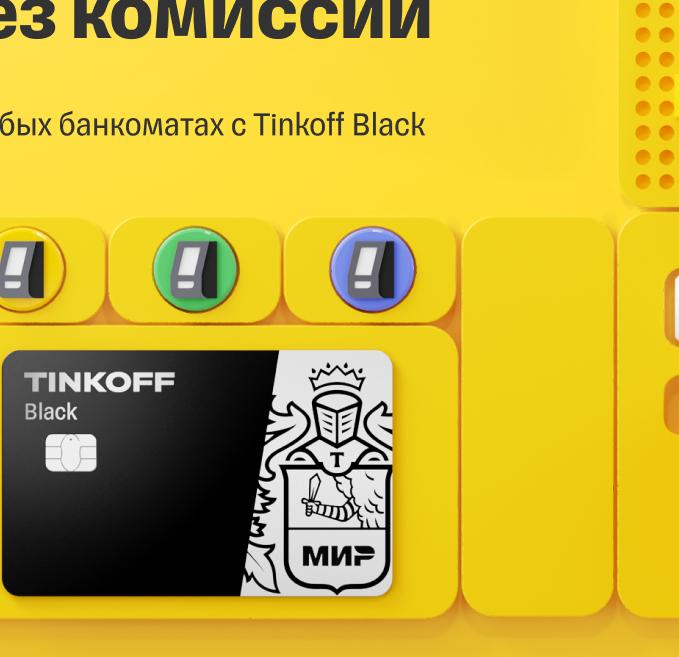 ез комиссии
бых банкоматах с Tinkoff Black
TINKOFF
Black
T
МИР